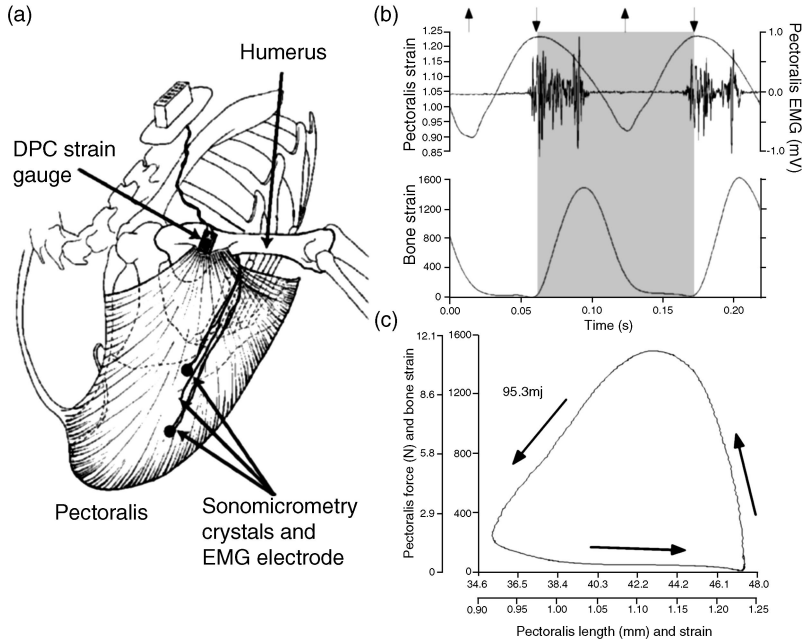 (a)
Humerus
DPC strain
gauge
Pectoralis
Sonomicrometry
crystals and
EMG electrode
(b)
Pectoralis strain
1.25
1.20
1.15
1.10
1.05
1.00
0.95
0.90
0.85
1.0
0.0
-1.0
Pectoralis EMG (mV)
Bone strain
1600
1200
800
400
0
0.00
0.05
0.10
0.15
0.20
Time (s)
(c)
Pectoralis force (N) and bone strain
12.1
8.6
5.8
2.9
0
1600
1200
800
400
0
95.3mj
34.6
36.5
38.4
40.3
42.2
44.2
46.1
48.0
0.90
0.95
1.00
1.05
1.10
1.15
1.20
1.25
Pectoralis length (mm) and strain